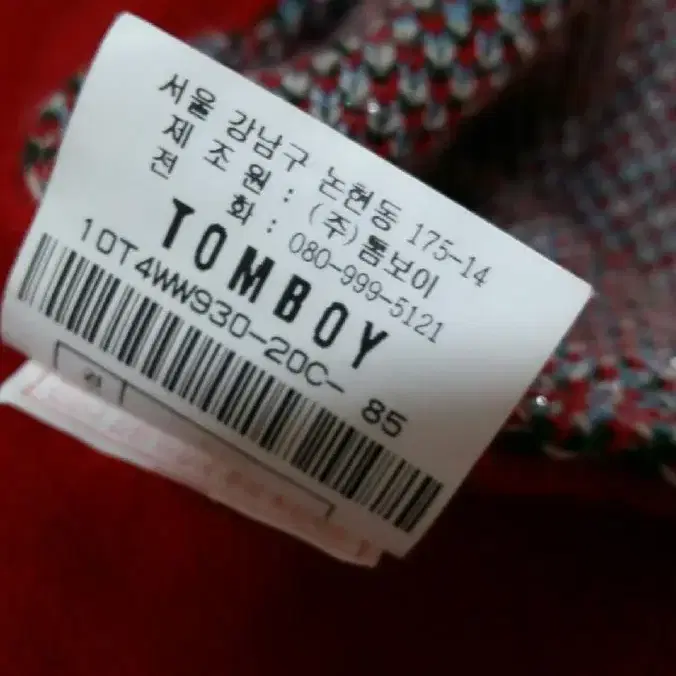 서울 강남구 논현동 175-14
제 조 원 : (주)톰보이
전 화 : 080-999-5121
TOMBOY
10T4WW930-20C- 85